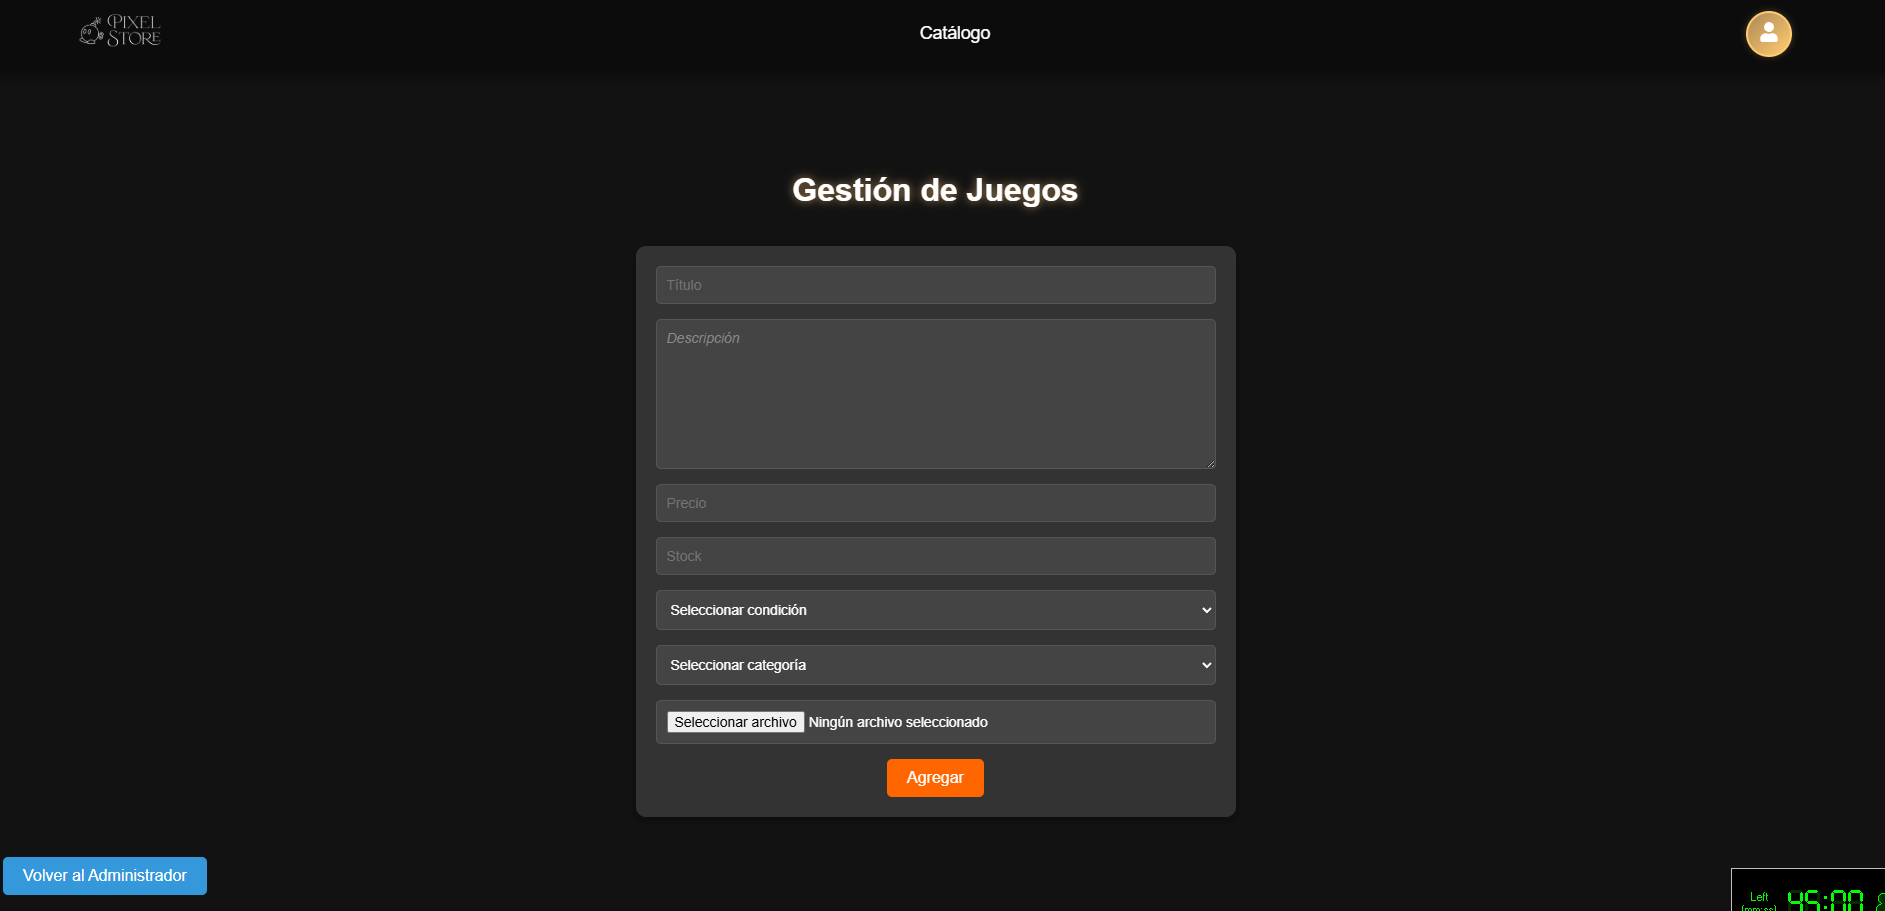 PIXEL
STORE
Catálogo
Gestión de Juegos
Título
Descripción
Precio
Stock
Seleccionar condición
Seleccionar categoría
Seleccionar archivo Ningún archivo seleccionado
Agregar
Volver al Administrador
Left 45:00
(mm:ss)